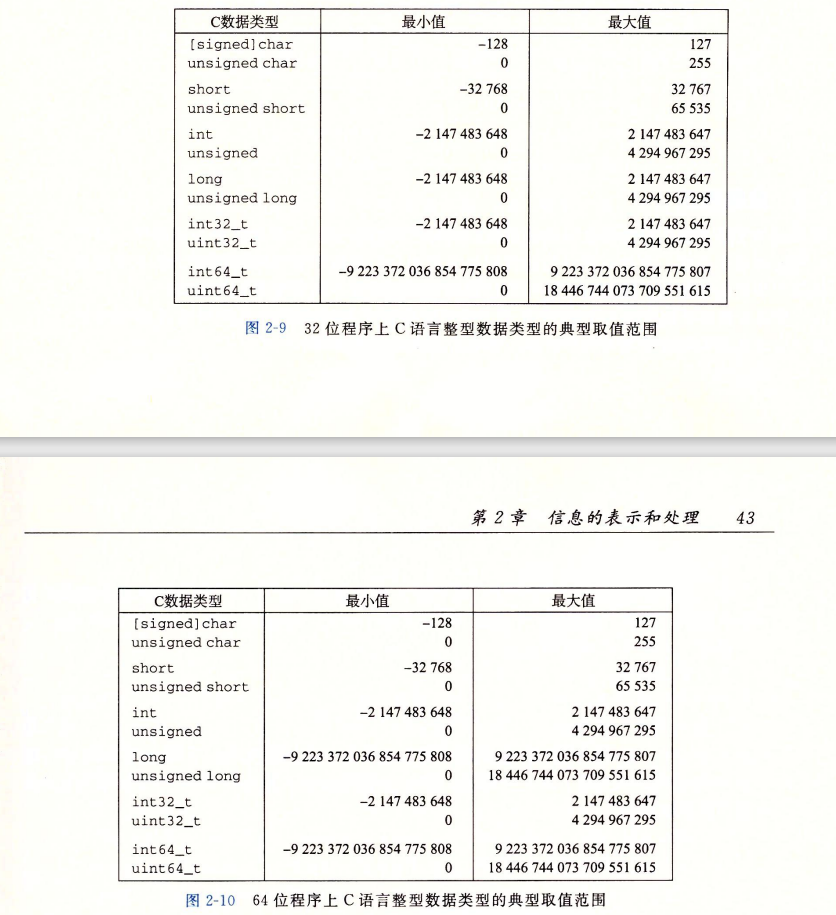 C数据类型 最小值 最大值
[signed]char −128 127
unsigned char 0 255
short −32 768 32 767
unsigned short 0 65 535
int −2 147 483 648 2 147 483 647
unsigned 0 4 294 967 295
long −2 147 483 648 2 147 483 647
unsigned long 0 4 294 967 295
int32_t −2 147 483 648 2 147 483 647
uint32_t 0 4 294 967 295
int64_t −9 223 372 036 854 775 808 9 223 372 036 854 775 807
uint64_t 0 18 446 744 073 709 551 615
图 2-9 32 位程序上 C 语言整型数据类型的典型取值范围
第 2 章 信息的表示和处理 43
C数据类型 最小值 最大值
[signed]char −128 127
unsigned char 0 255
short −32 768 32 767
unsigned short 0 65 535
int −2 147 483 648 2 147 483 647
unsigned 0 4 294 967 295
long −9 223 372 036 854 775 808 9 223 372 036 854 775 807
unsigned long 0 18 446 744 073 709 551 615
int32_t −2 147 483 648 2 147 483 647
uint32_t 0 4 294 967 295
int64_t −9 223 372 036 854 775 808 9 223 372 036 854 775 807
uint64_t 0 18 446 744 073 709 551 615
图 2-10 64 位程序上 C 语言整型数据类型的典型取值范围